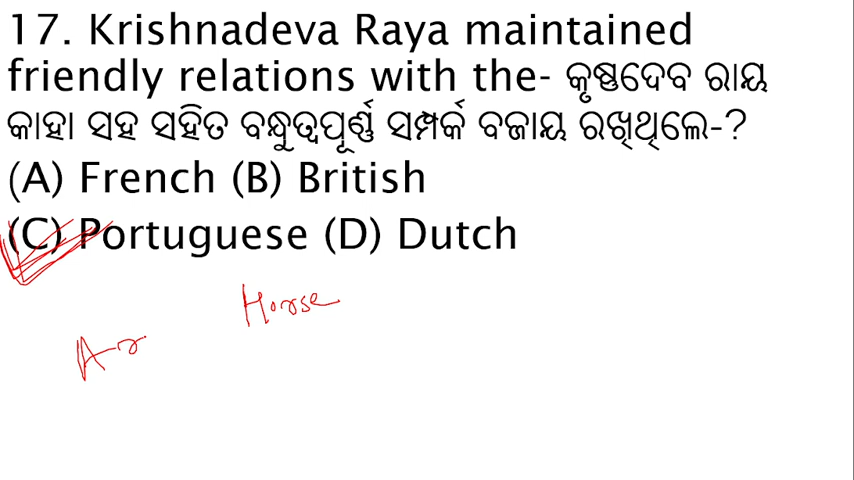 17. Krishnadeva Raya maintained
friendly relations with the- କୃଷ୍ଣଦେବ ରାୟ
କାହା ସହ ସହିତ ବନ୍ଧୁତ୍ୱପୂର୍ଣ୍ଣ ସମ୍ପର୍କ ବଜାୟ ରଖିଥିଲେ-?
(A) French (B) British
(C) Portuguese (D) Dutch
Horse
Ar